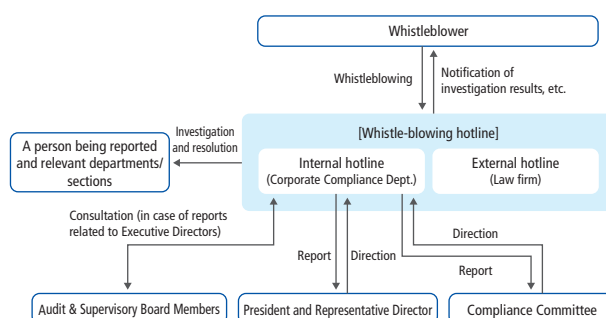 Whistleblower
Whistleblowing
Notification of
investigation results, etc.
[Whistle-blowing hotline]
Investigation
and resolution
A person being reported
and relevant departments/
sections
Internal hotline
(Corporate Compliance Dept.)
External hotline
(Law firm)
Consultation (in case of reports
related to Executive Directors)
Report
Direction
Direction
Report
Audit & Supervisory Board Members
President and Representative Director
Compliance Committee